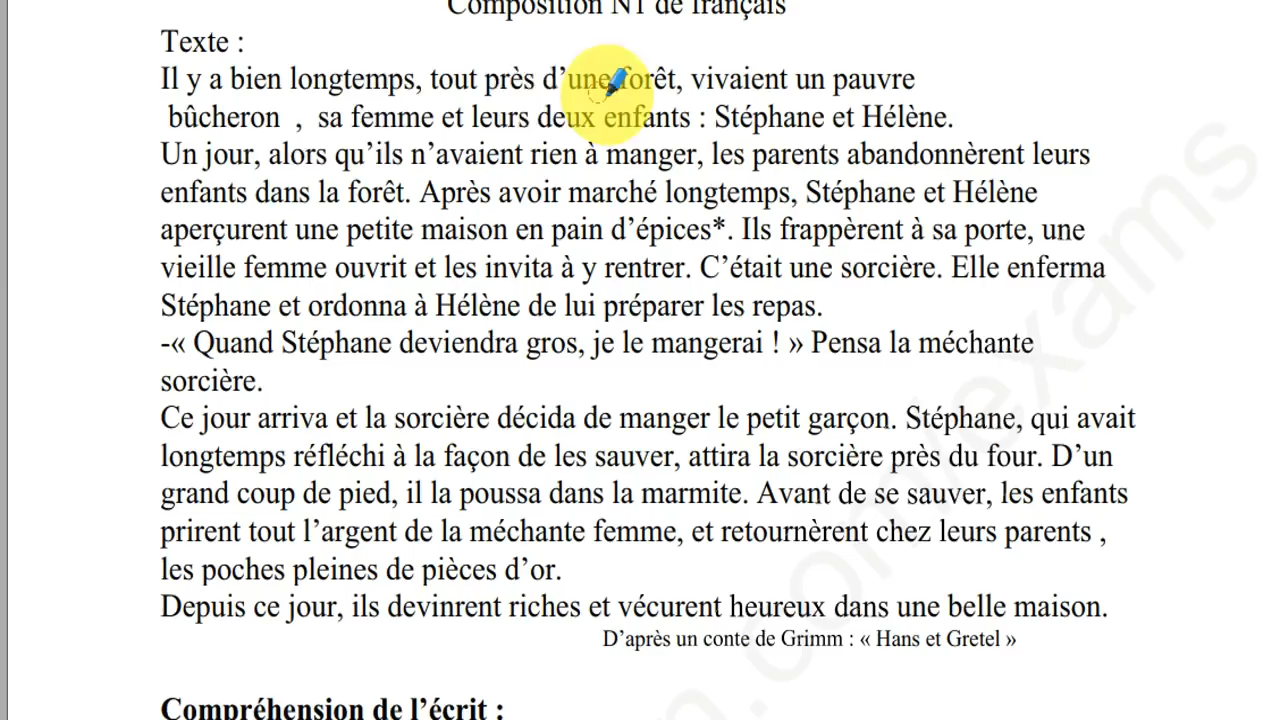 Composition N1 de français
Texte :
Il y a bien longtemps, tout près d’une forêt, vivaient un pauvre
bûcheron , sa femme et leurs deux enfants : Stéphane et Hélène.
Un jour, alors qu’ils n’avaient rien à manger, les parents abandonnèrent leurs
enfants dans la forêt. Après avoir marché longtemps, Stéphane et Hélène
aperçurent une petite maison en pain d’épices*. Ils frappèrent à sa porte, une
vieille femme ouvrit et les invita à y rentrer. C’était une sorcière. Elle enferma
Stéphane et ordonna à Hélène de lui préparer les repas.
-« Quand Stéphane deviendra gros, je le mangerai ! » Pensa la méchante
sorcière.
Ce jour arriva et la sorcière décida de manger le petit garçon. Stéphane, qui avait
longtemps réfléchi à la façon de les sauver, attira la sorcière près du four. D’un
grand coup de pied, il la poussa dans la marmite. Avant de se sauver, les enfants
prirent tout l’argent de la méchante femme, et retournèrent chez leurs parents ,
les poches pleines de pièces d’or.
Depuis ce jour, ils devinrent riches et vécurent heureux dans une belle maison.
D’après un conte de Grimm : « Hans et Gretel »
Compréhension de l’écrit :
n.com/exams